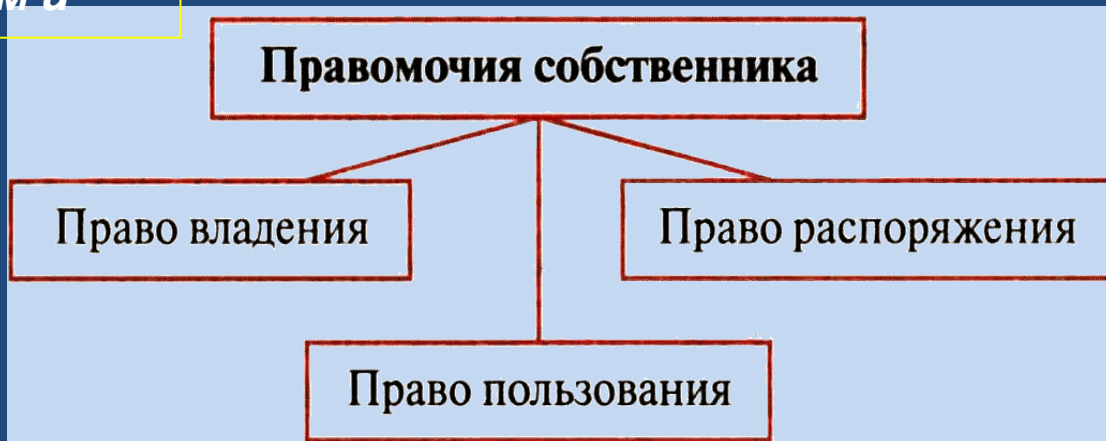 Правомочия собственника
Право владения
Право распоряжения
Право пользования